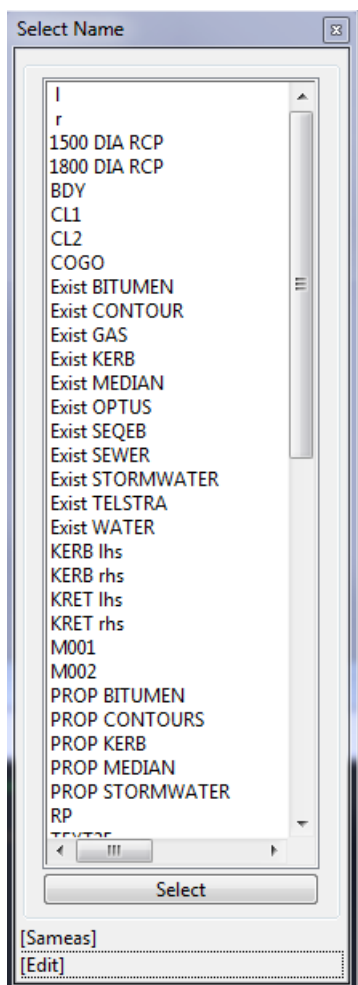 Select Name
l
r
1500 DIA RCP
1800 DIA RCP
BDY
CL1
CL2
COGO
Exist BITUMEN
Exist CONTOUR
Exist GAS
Exist KERB
Exist MEDIAN
Exist OPTUS
Exist SEQEB
Exist SEWER
Exist STORMWATER
Exist TELSTRA
Exist WATER
KERB lhs
KERB rhs
KRET lhs
KRET rhs
M001
M002
PROP BITUMEN
PROP CONTOURS
PROP KERB
PROP MEDIAN
PROP STORMWATER
RP
Select
[Sameas]
[Edit]